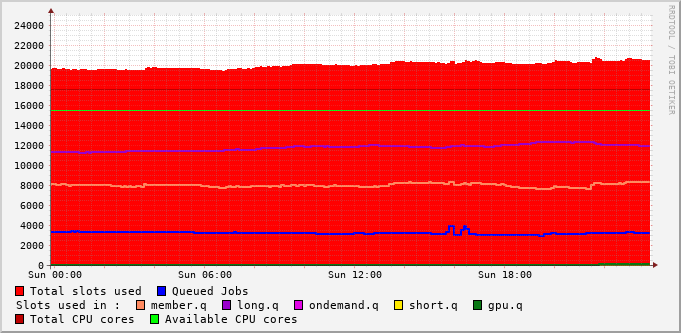 24000
22000
20000
18000
16000
14000
12000
10000
8000
6000
4000
2000
0
Sun 00:00 Sun 06:00 Sun 12:00 Sun 18:00
RRDTOOL / TOBI OETIKER
Total slots used Queued Jobs
Slots used in : member.q long.q ondemand.q short.q gpu.q
Total CPU cores Available CPU cores